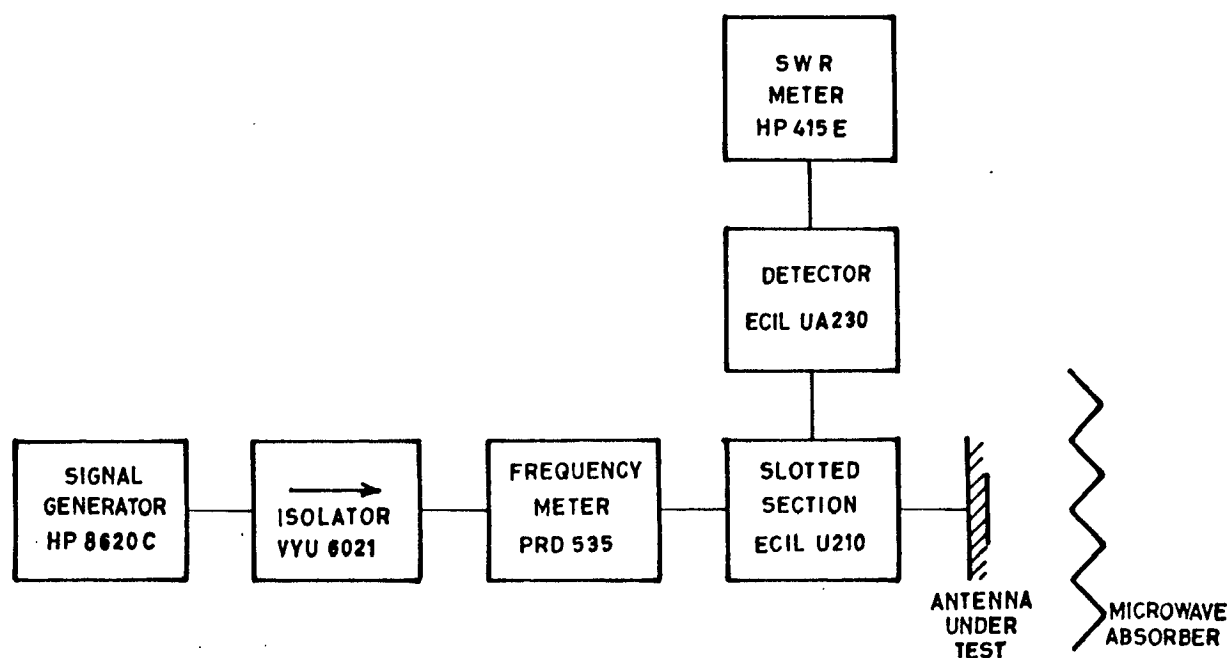 SWR
METER
HP 415 E
DETECTOR
ECIL UA230
SIGNAL
GENERATOR
HP 8620C
ISOLATOR
VYU 6021
FREQUENCY
METER
PRD 535
SLOTTED
SECTION
ECIL U210
ANTENNA
UNDER
TEST
MICROWAVE
ABSORBER